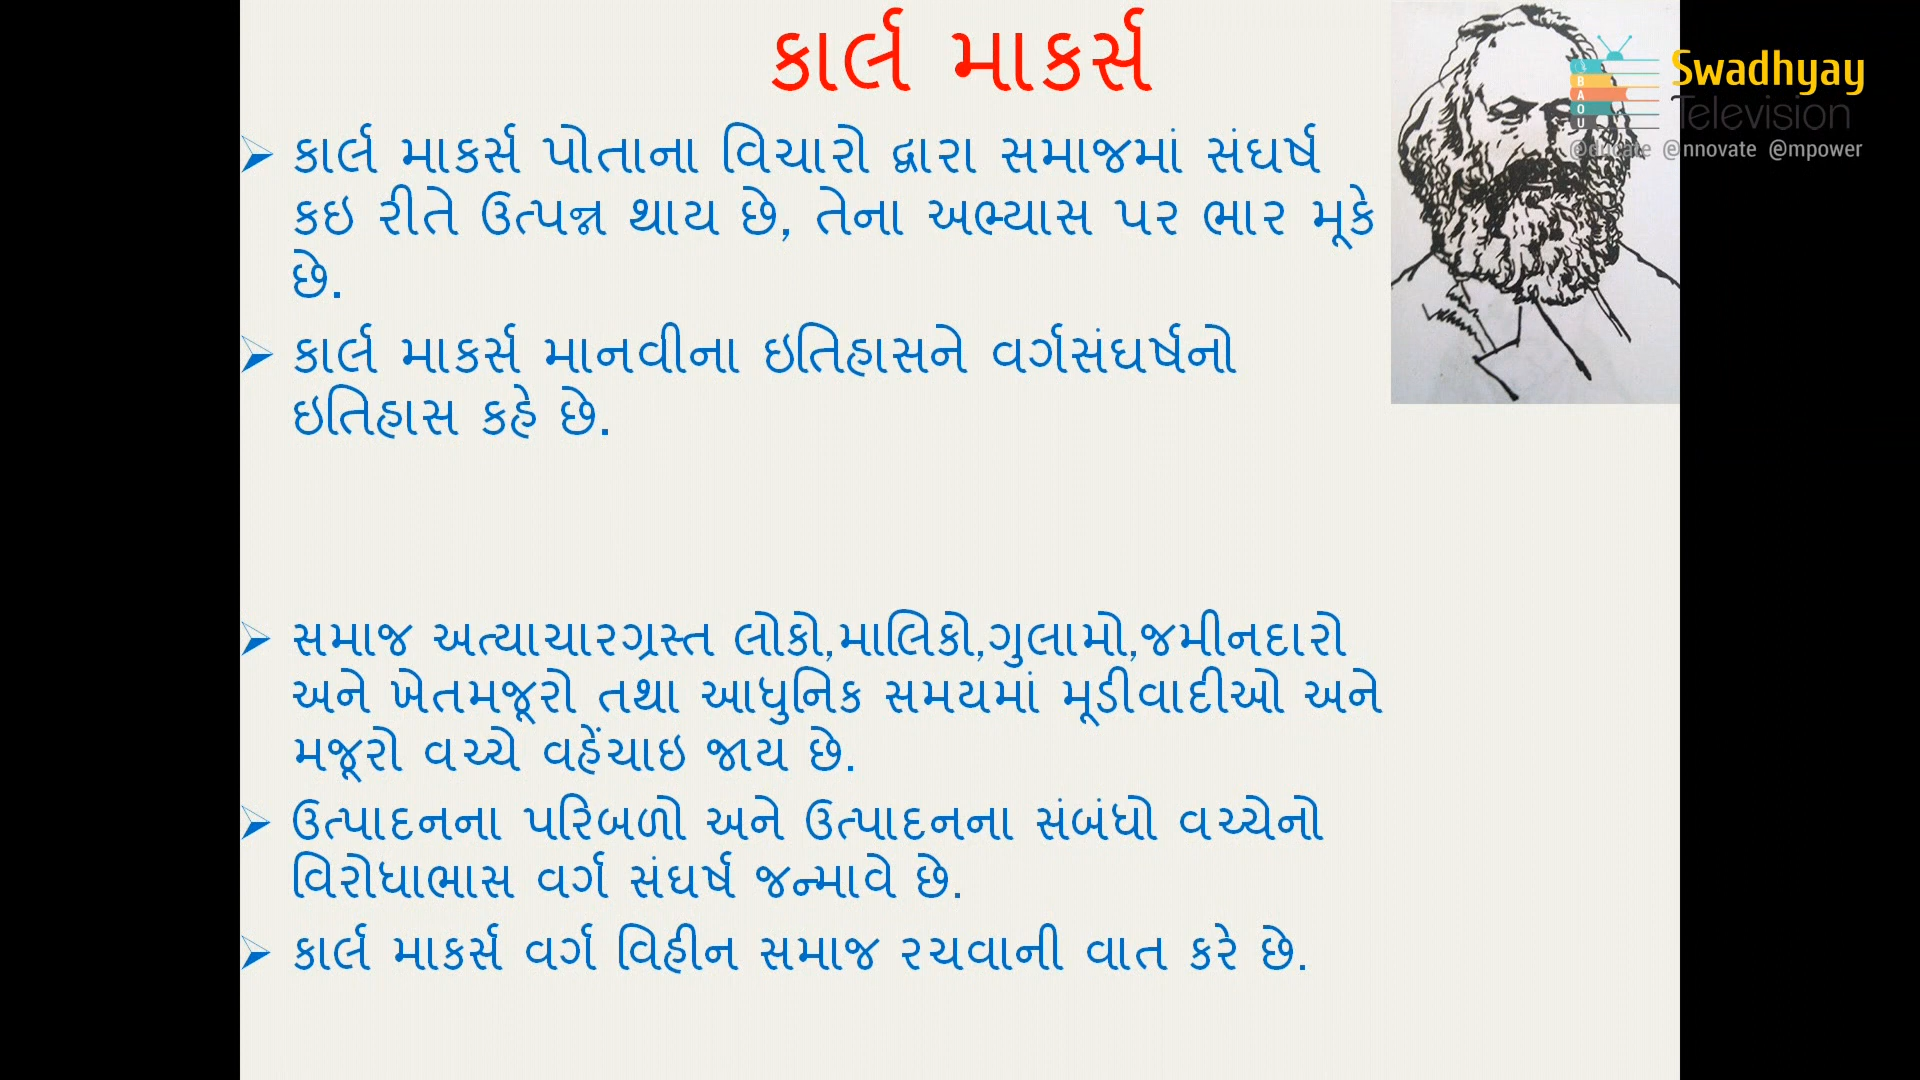 કાર્લ માકર્સ
કાર્લ માકર્સ પોતાના વિચારો દ્વારા સમાજમાં સંઘર્ષ
કઇ રીતે ઉત્પન્ન થાય છે, તેના અભ્યાસ પર ભાર મૂકે
છે.
કાર્લ માકર્સ માનવીના ઇતિહાસને વર્ગસંઘર્ષનો
ઇતિહાસ કહે છે.
સમાજ અત્યાચારગ્રસ્ત લોકો,માલિકો,ગુલામો,જમીનદારો
અને ખેતમજૂરો તથા આધુનિક સમયમાં મૂડીવાદીઓ અને
મજૂરો વચ્ચે વહેંચાઇ જાય છે.
ઉત્પાદનના પરિબળો અને ઉત્પાદનના સંબંધો વચ્ચેનો
વિરોધાભાસ વર્ગ સંઘર્ષ જન્માવે છે.
કાર્લ માકર્સ વર્ગ વિહીન સમાજ રચવાની વાત કરે છે.
BAOU
Swadhyay
Television
@ducate @nnovate @mpower